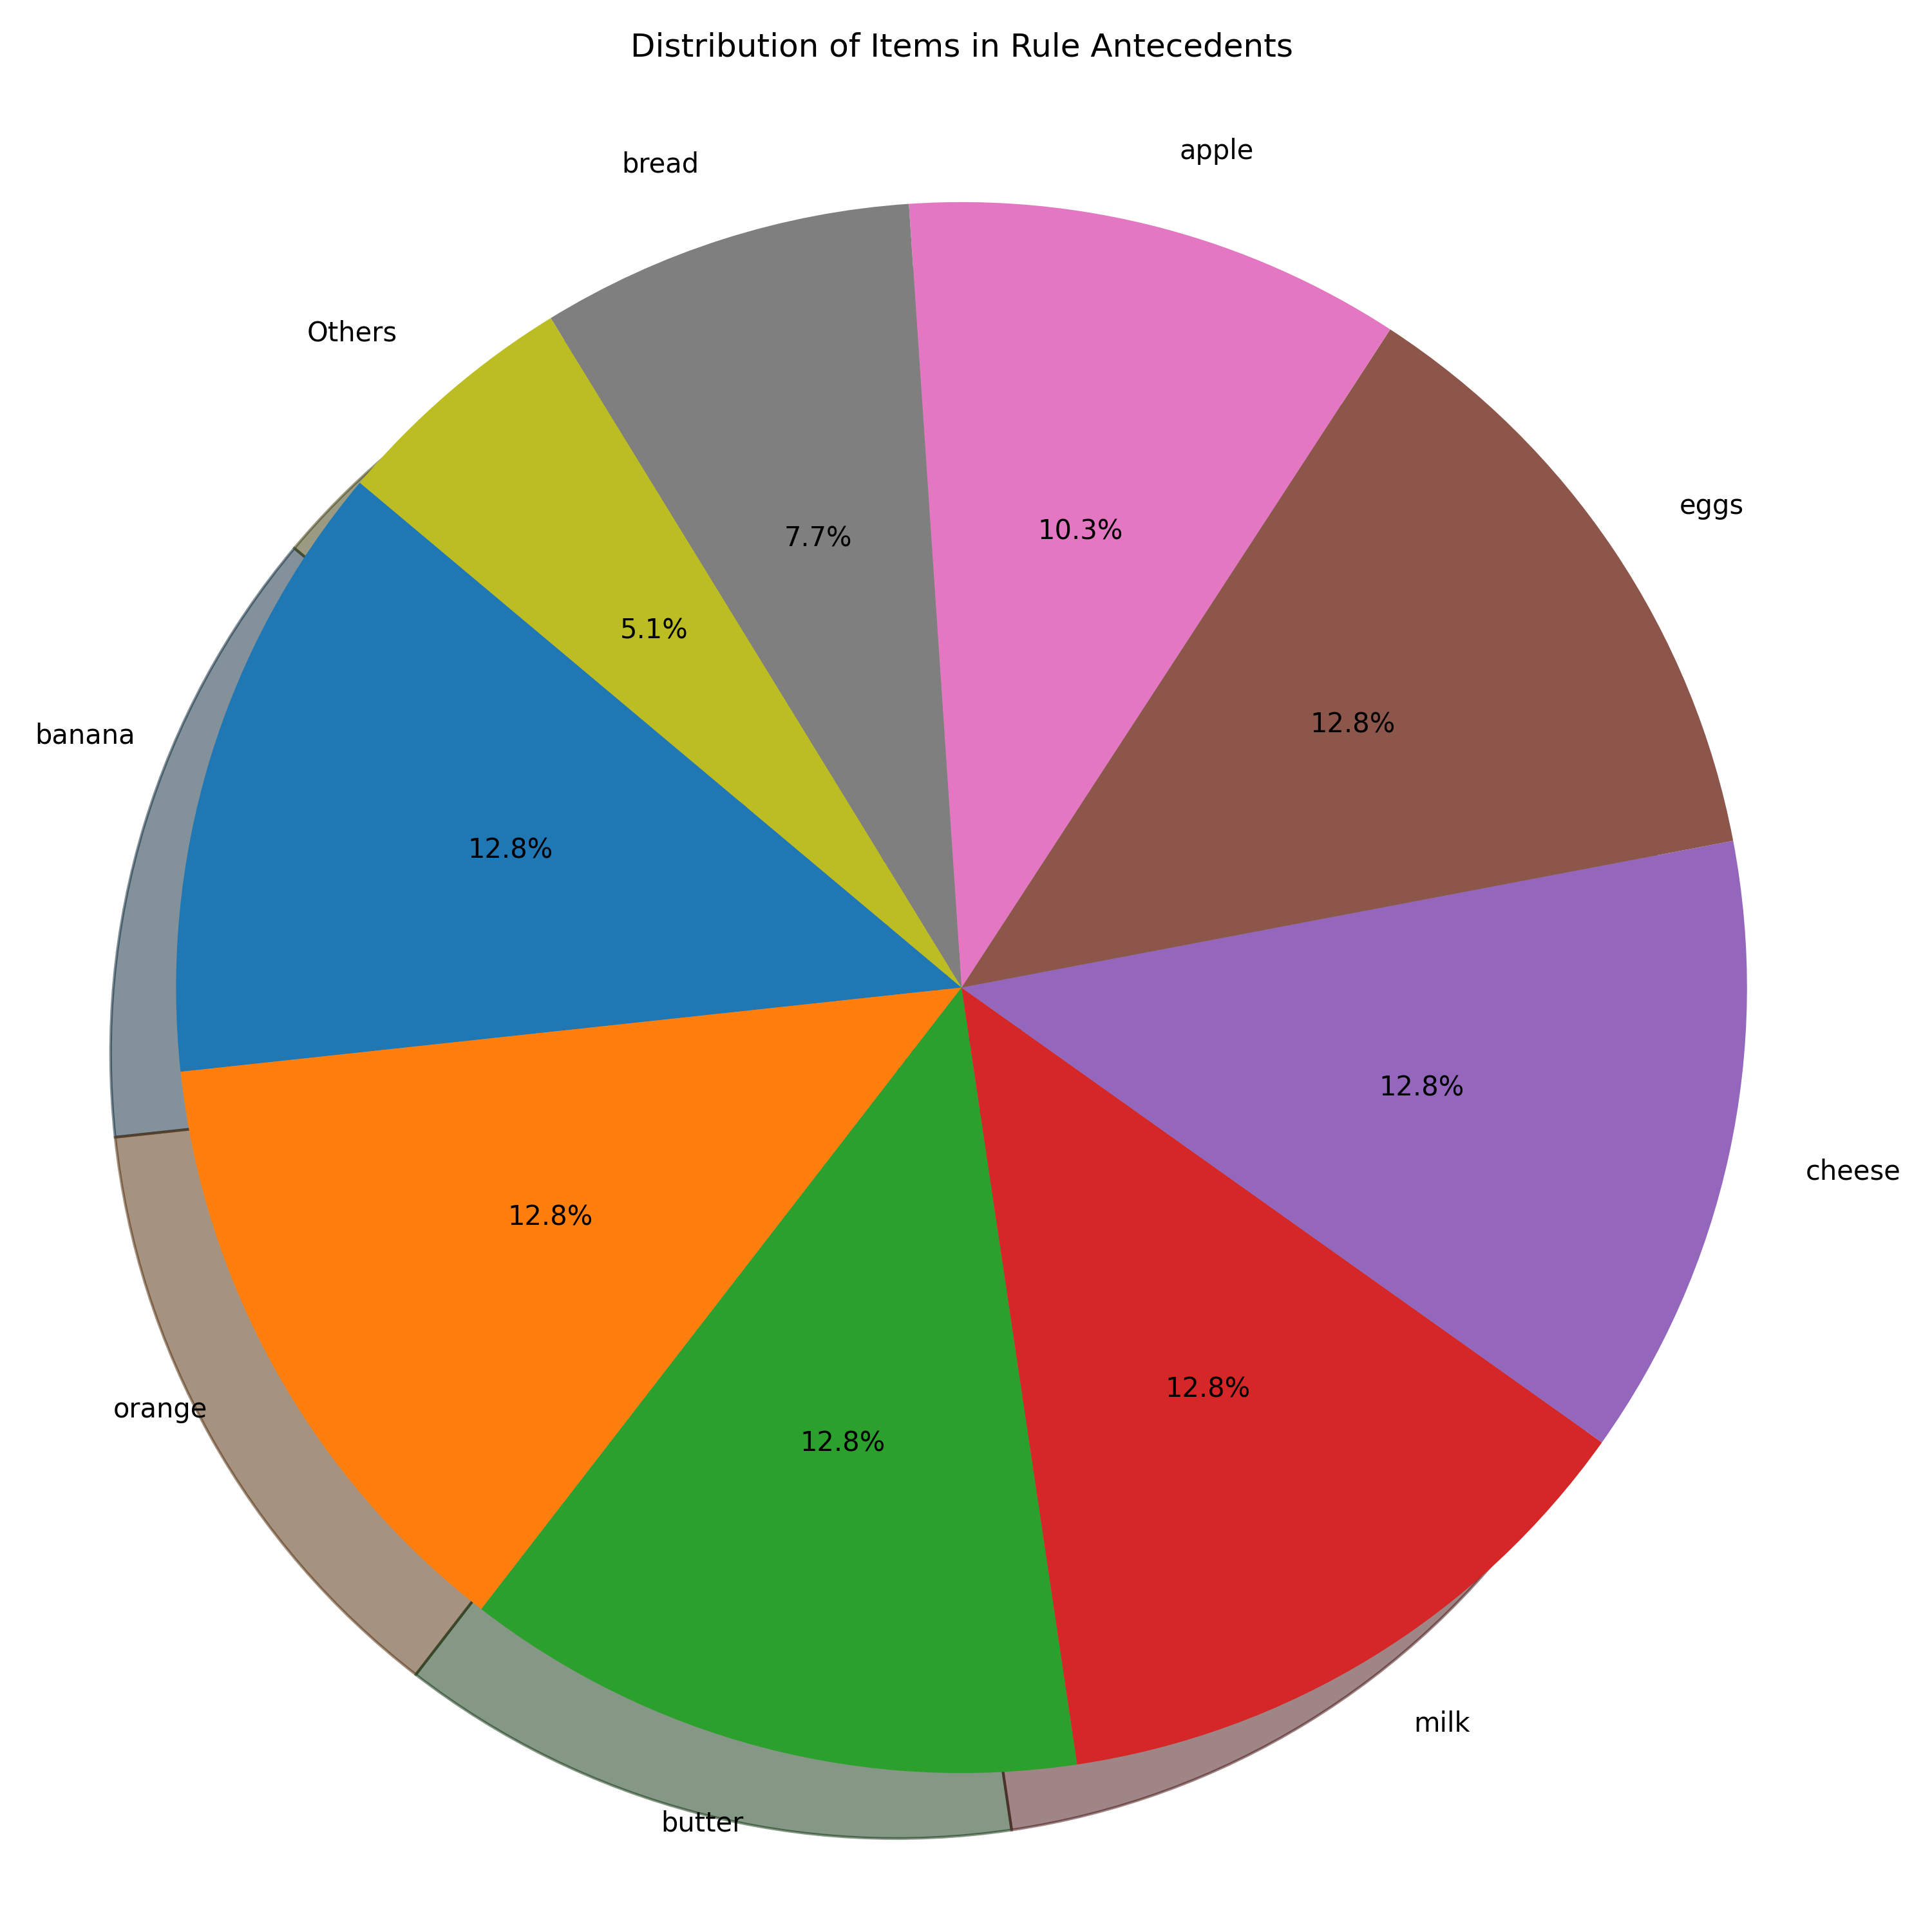 Distribution of Items in Rule Antecedents
apple
bread
Others
eggs
banana
cheese
orange
milk
butter
10.3%
7.7%
5.1%
12.8%
12.8%
12.8%
12.8%
12.8%
12.8%